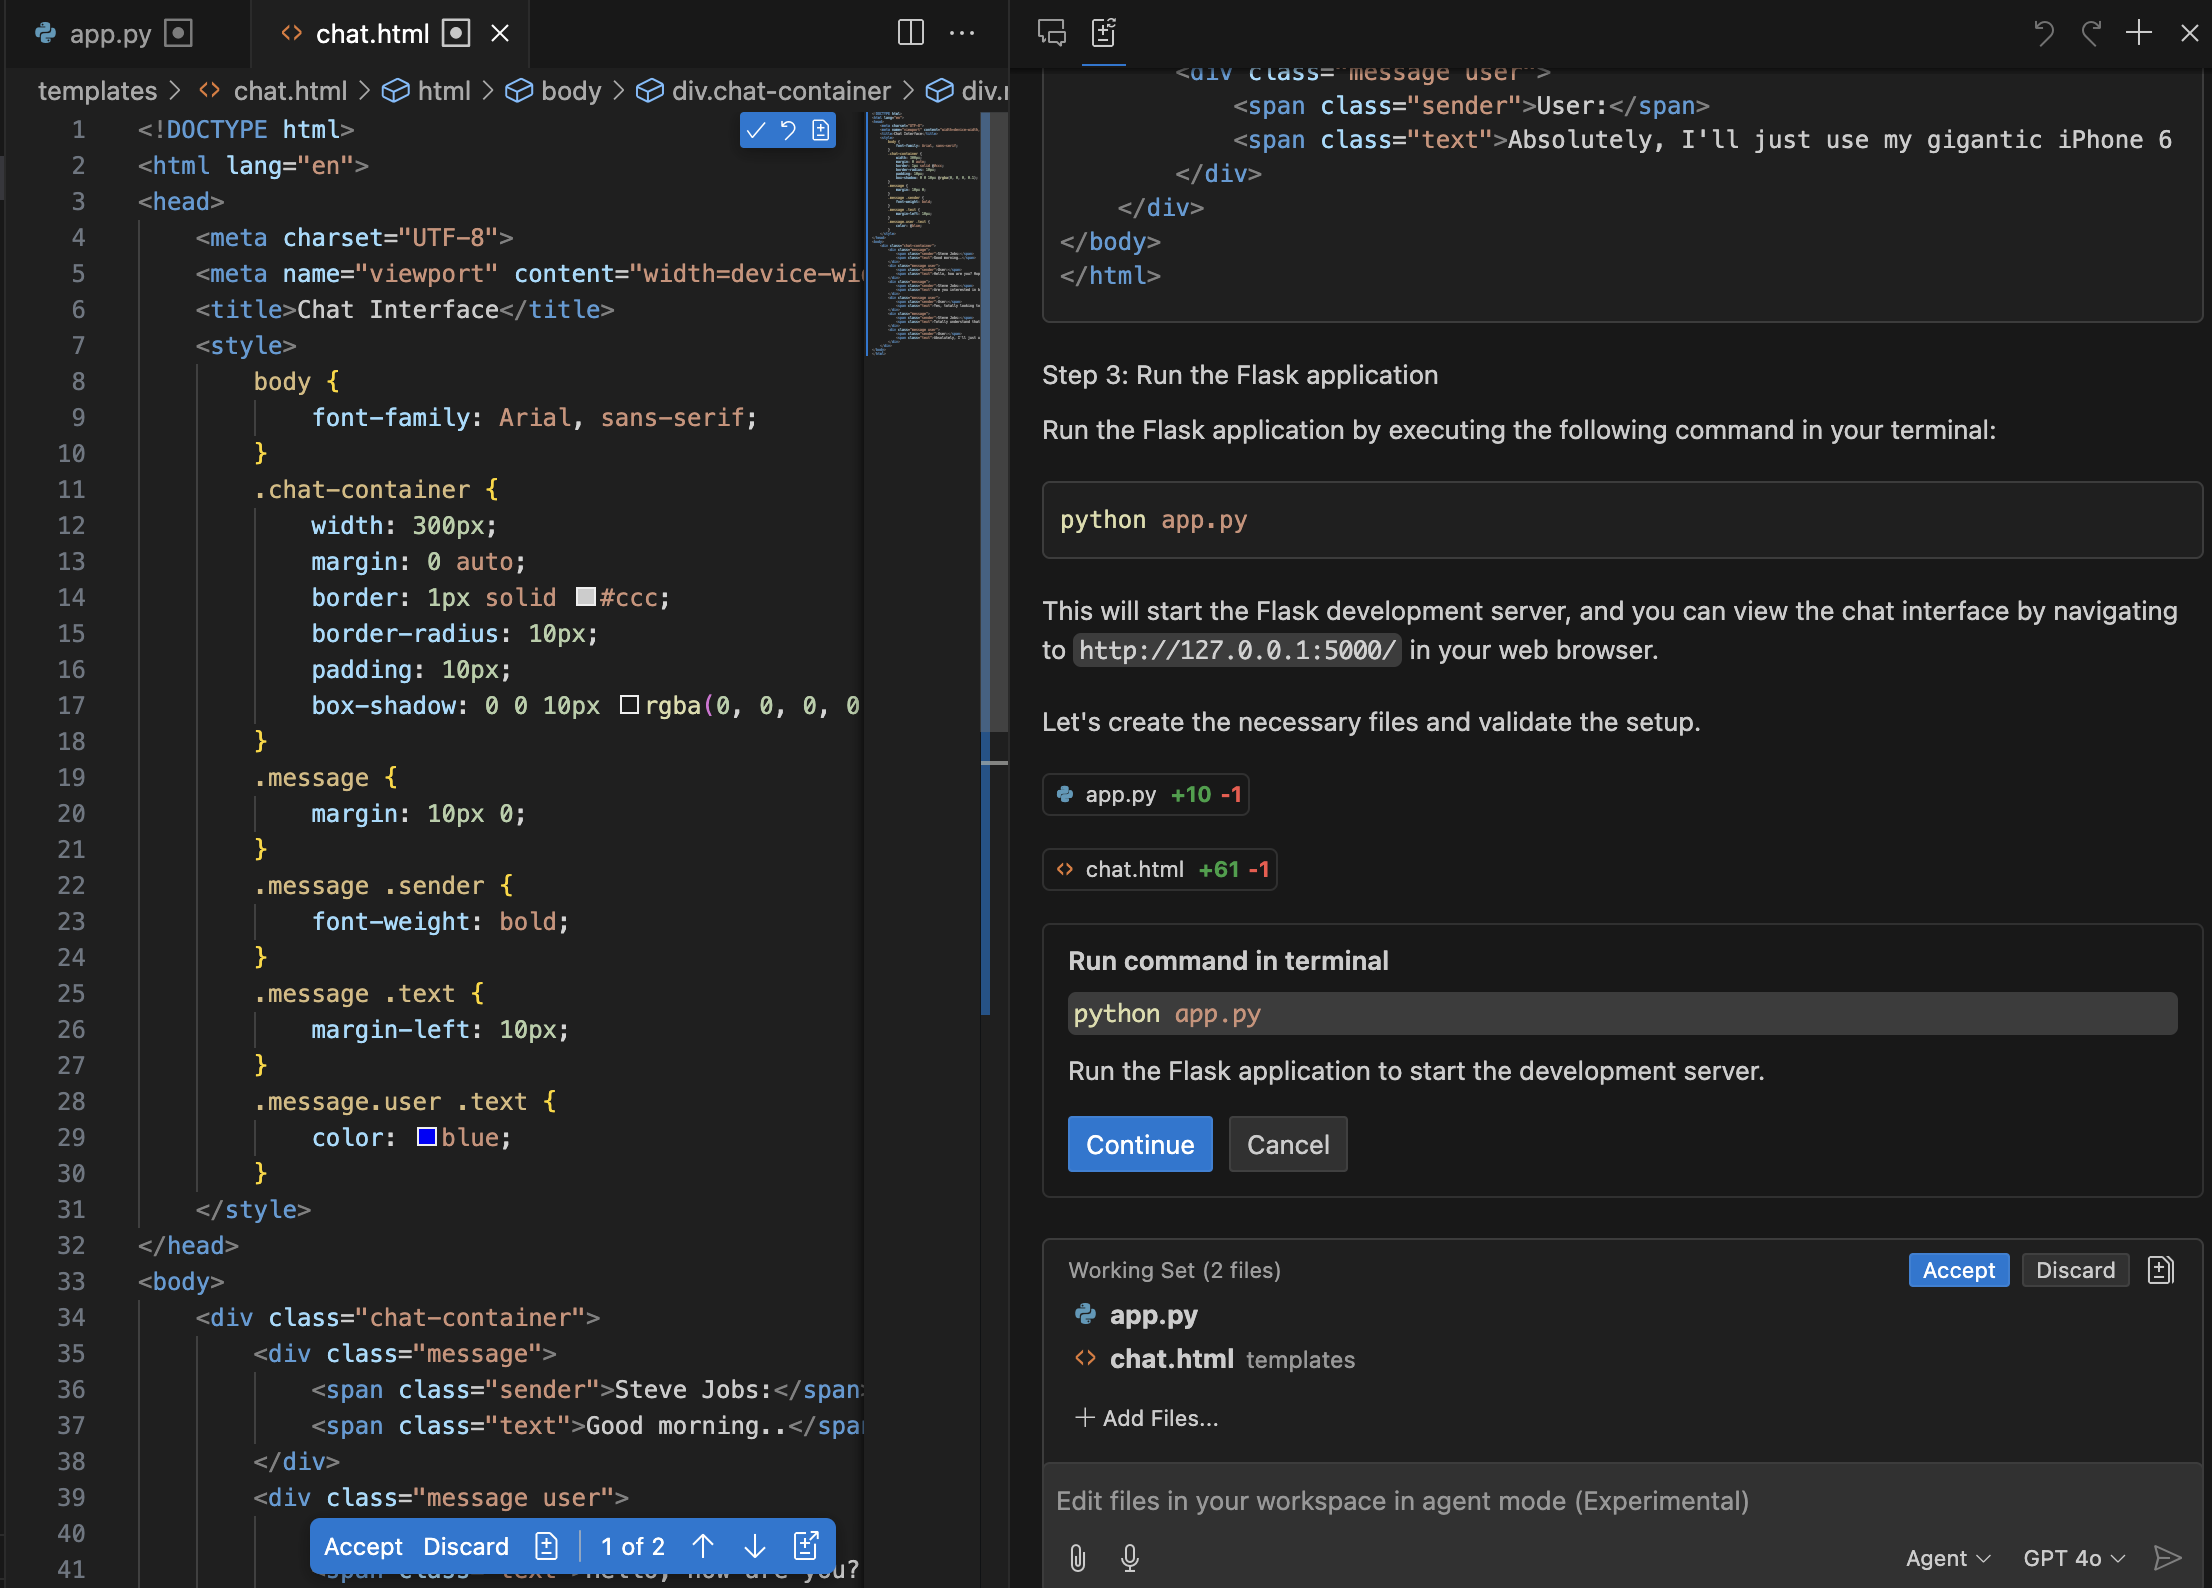 app.py
chat.html
templates > chat.html > html > body > div.chat-container >
1 <!DOCTYPE html>
2 <html lang="en">
3 <head>
4 <meta charset="UTF-8">
5 <meta name="viewport" content="width=device-wi
6 <title>Chat Interface</title>
7 <style>
8 body {
9 font-family: Arial, sans-serif;
10 }
11 .chat-container {
12 width: 300px;
13 margin: 0 auto;
14 border: 1px solid #ccc;
15 border-radius: 10px;
16 padding: 10px;
17 box-shadow: 0 0 10px rgba(0, 0, 0, 0
18 }
19 .message {
20 margin: 10px 0;
21 }
22 .message .sender {
23 font-weight: bold;
24 }
25 .message .text {
26 margin-left: 10px;
27 }
28 .message.user .text {
29 color: blue;
30 }
31 </style>
32 </head>
33 <body>
34 <div class="chat-container">
35 <div class="message">
36 <span class="sender">Steve Jobs:</span>
37 <span class="text">Good morning..</spa
38 </div>
39 <div class="message user">
40
41
Accept Discard 1 of 2
<div class="message user">
<span class="sender">User:</span>
<span class="text">Absolutely, I'll just use my gigantic iPhone 6
</div>
</div>
</body>
</html>
Step 3: Run the Flask application
Run the Flask application by executing the following command in your terminal:
python app.py
This will start the Flask development server, and you can view the chat interface by navigating
to http://127.0.0.1:5000/ in your web browser.
Let's create the necessary files and validate the setup.
app.py +10 -1
chat.html +61 -1
Run command in terminal
python app.py
Run the Flask application to start the development server.
Continue Cancel
Working Set (2 files) Accept Discard
app.py
chat.html templates
+ Add Files...
Edit files in your workspace in agent mode (Experimental)
Agent GPT 4o